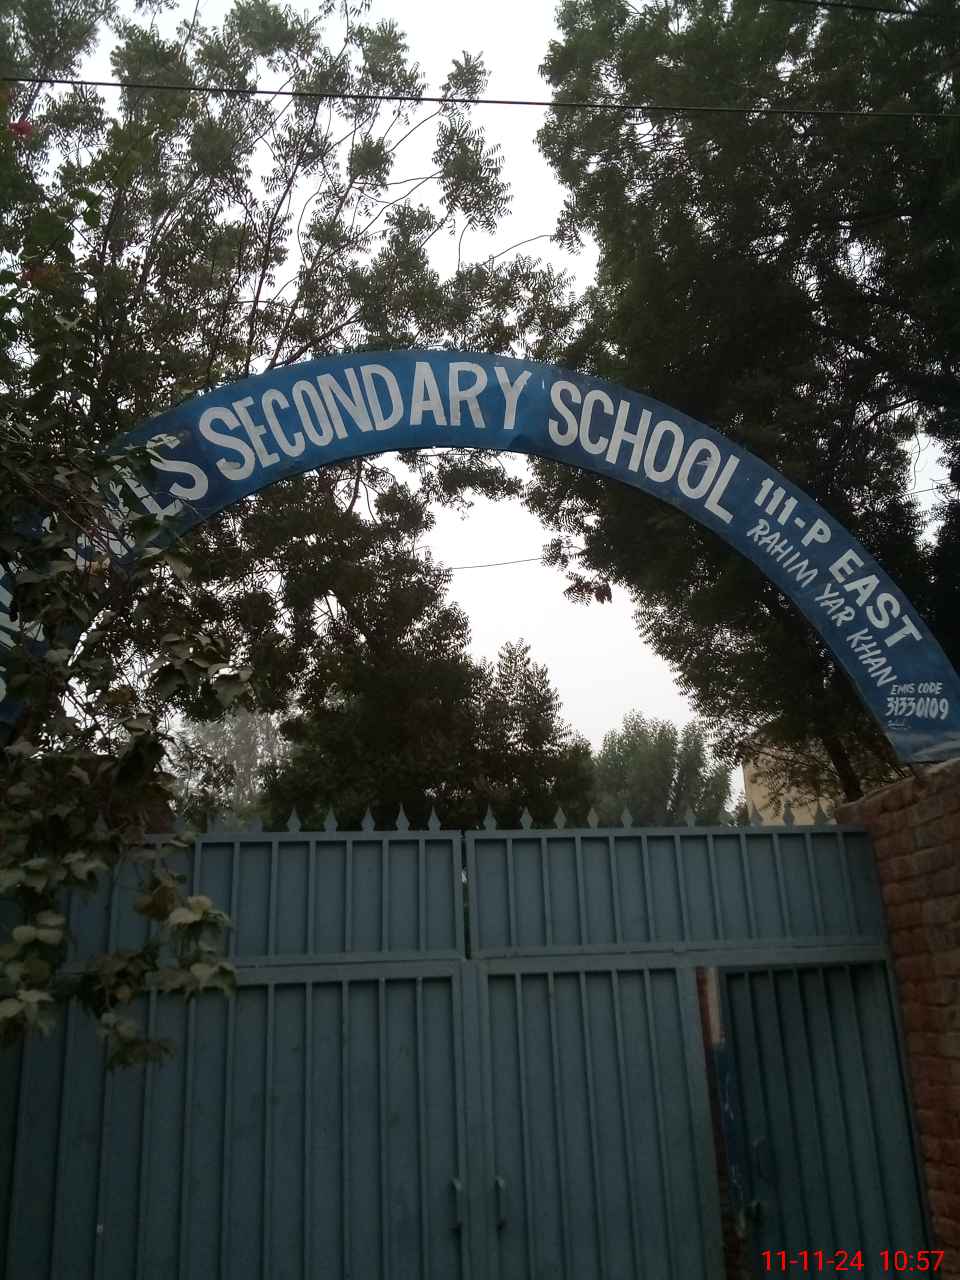 SECONDARY SCHOOL 111-P EAST
RAHIM YAR KHAN
EMIS CODE
31330109
11-11-24 10:57